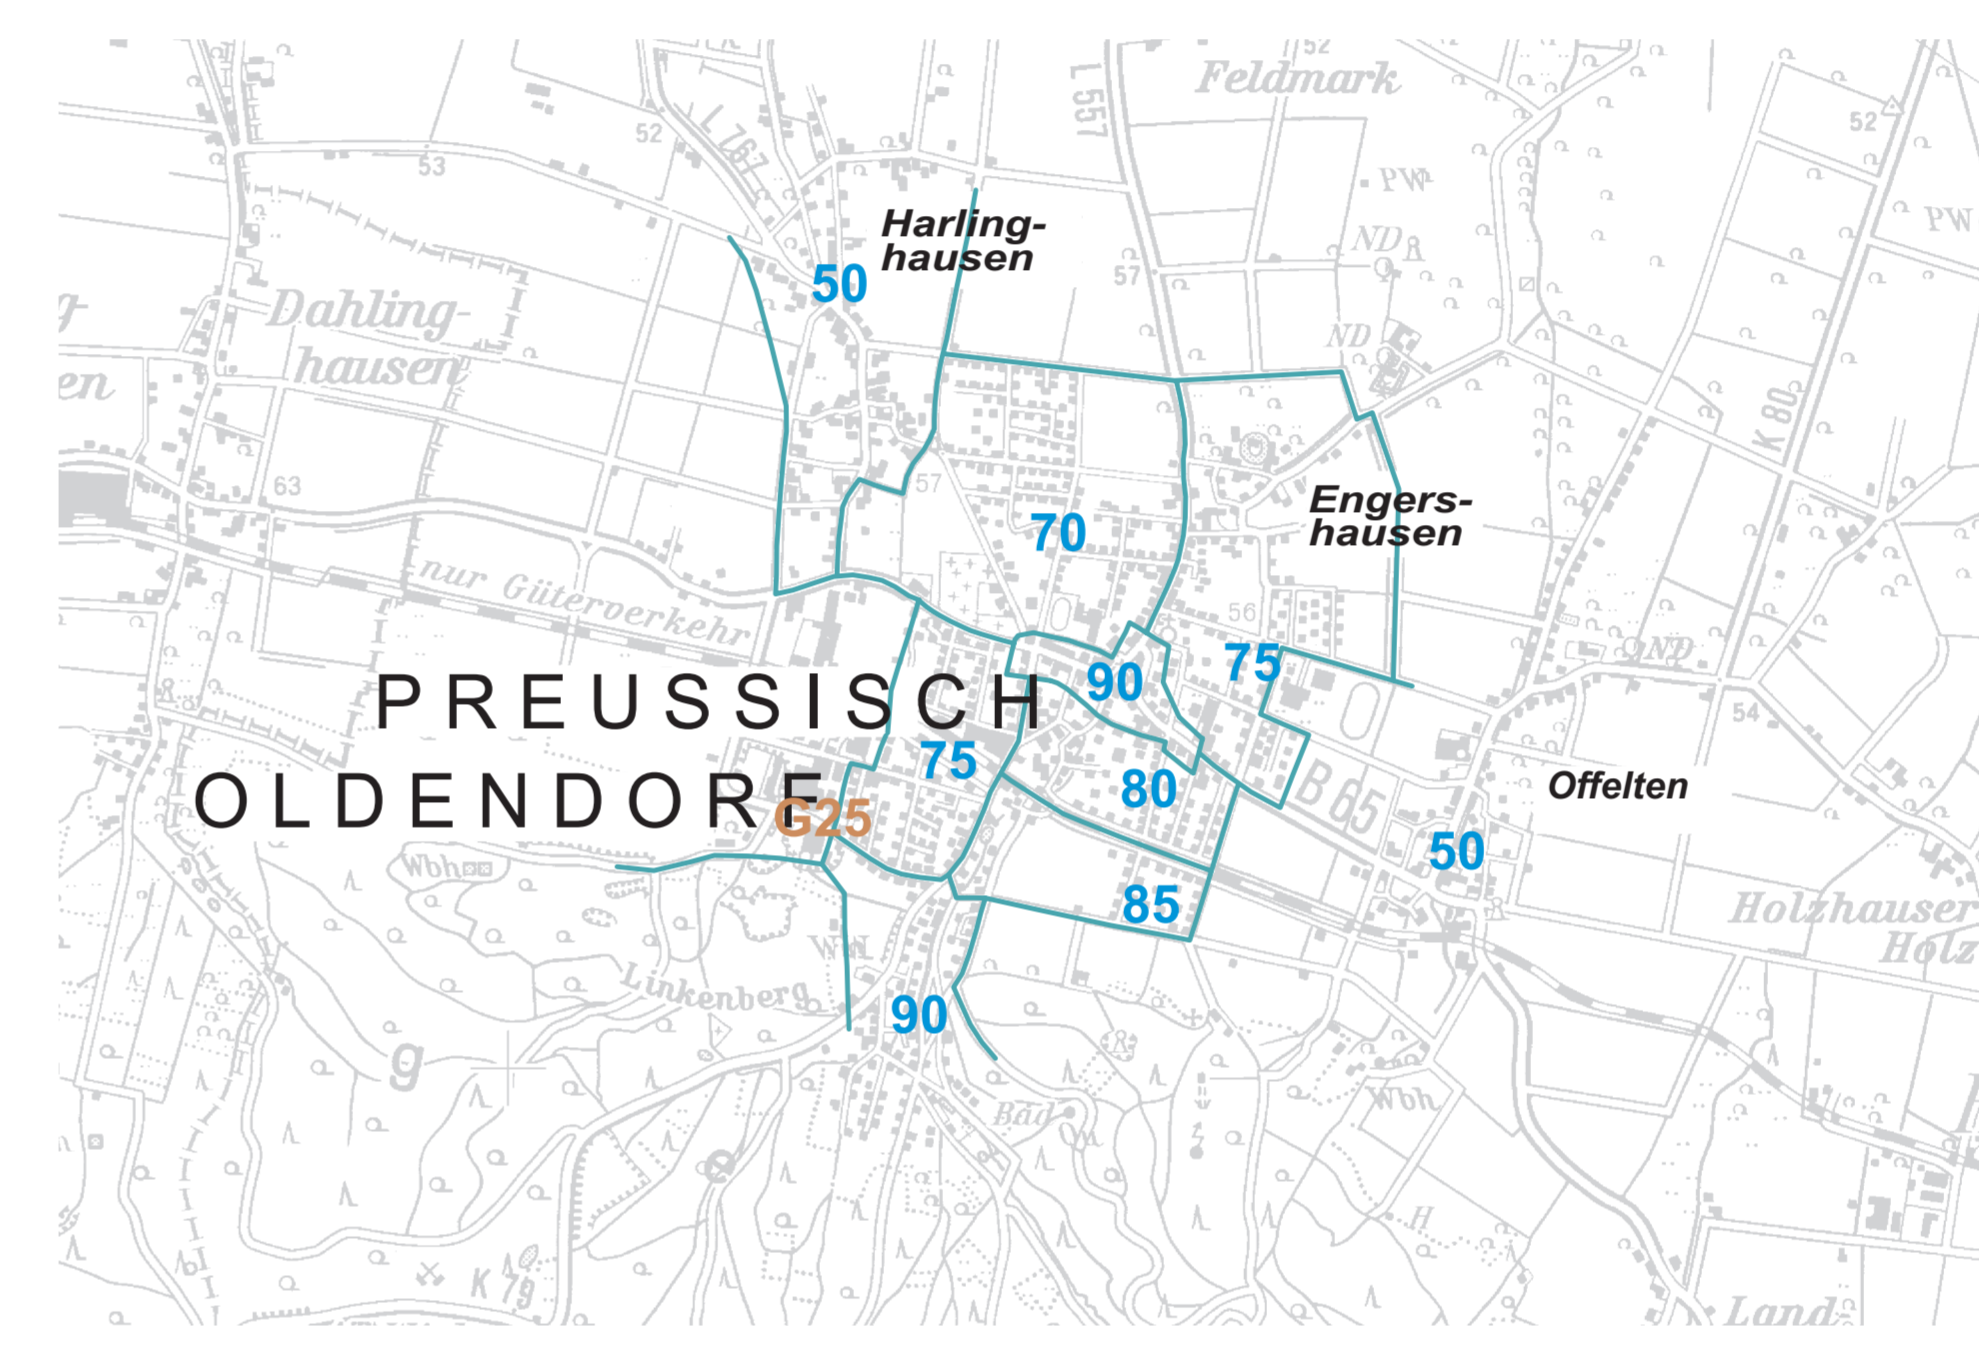 52
Feldmark
L 557
52
L 767
52
53
PW
PW
Harling-
hausen
ND
57
50
Dahling-
hausen
g-
en
ND
K 80
57
63
Engers-
hausen
70
nur Güterverkehr
56
ND
75
90
PREUSSISCH
54
75
80
B 65
Offelten
OLDENDORF
G25
50
Wbh
85
Holzhauser
Holz
Linkenberg
90
g
Bad
Wbh
H
K 79
Land-